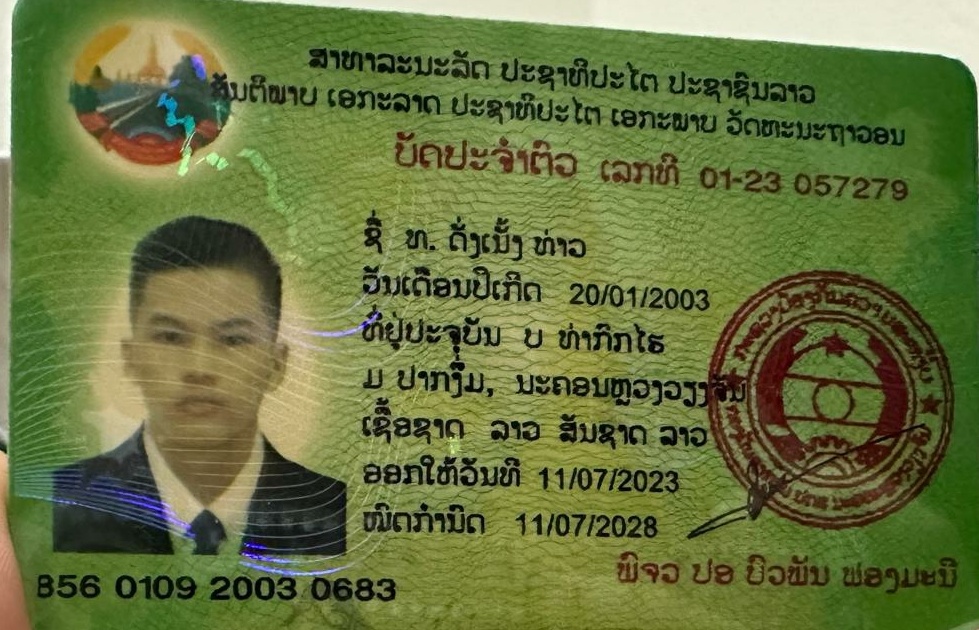 ສາທາລະນະລັດ ປະຊາທິປະໄຕ ປະຊາຊົນລາວ
ສັນຕິພາບ ເອກະລາດ ປະຊາທິປະໄຕ ເອກະພາບ ວັດທະນະຖາວອນ
ບັດປະຈຳຕົວ ເລກທີ 01-23 057279
ຊື່ ທ. ຕັ່ງເນັ້ງ ທ່າວ
ວັນເດືອນປີເກີດ 20/01/2003
ທີ່ຢູ່ປະຈຸບັນ ບ ທ່າກົກໄຮ
ມ ປາກງື່ມ, ນະຄອນຫຼວງວຽງຈັນ
ເຊື້ອຊາດ ລາວ ສັນຊາດ ລາວ
ອອກໃຫ້ວັນທີ 11/07/2023
ໝົດກຳນົດ 11/07/2028
B56 0109 2003 0683
ພົຈວ ປອ ບົວພັນ ຟອງມະນີ